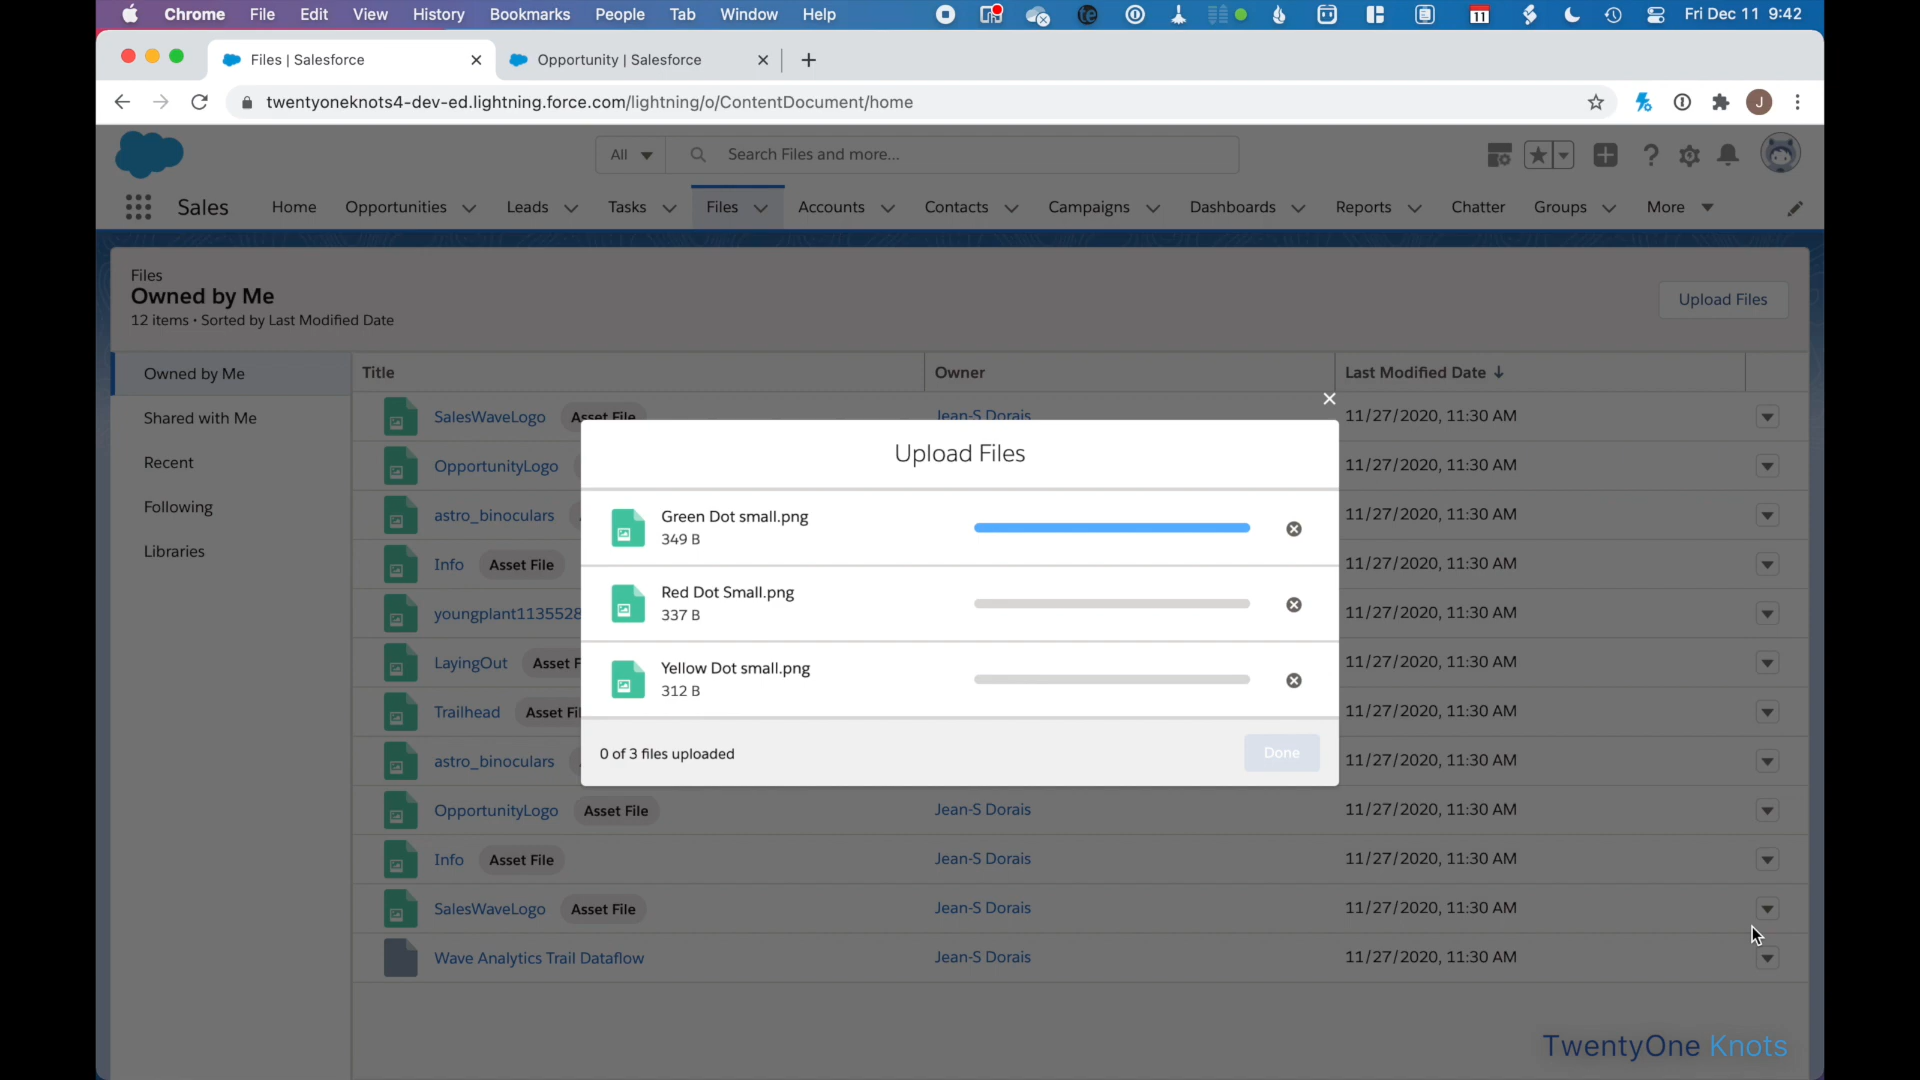 Chrome File Edit View History Bookmarks People Tab Window Help
11 Fri Dec 11 9:42
Files | Salesforce
Opportunity | Salesforce
twentyoneknots4-dev-ed.lightning.force.com/lightning/o/ContentDocument/home
J
All
Search Files and more...
Sales Home Opportunities Leads Tasks Files Accounts Contacts Campaigns Dashboards Reports Chatter Groups More
Files
Owned by Me
12 items • Sorted by Last Modified Date
Upload Files
Owned by Me
Shared with Me
Recent
Following
Libraries
Title Owner Last Modified Date
SalesWaveLogo Asset File Jean-S Dorais 11/27/2020, 11:30 AM
OpportunityLogo 11/27/2020, 11:30 AM
astro_binoculars 11/27/2020, 11:30 AM
Info Asset File 11/27/2020, 11:30 AM
youngplant1135528 11/27/2020, 11:30 AM
LayingOut Asset F 11/27/2020, 11:30 AM
Trailhead Asset Fil 11/27/2020, 11:30 AM
astro_binoculars 11/27/2020, 11:30 AM
OpportunityLogo Asset File Jean-S Dorais 11/27/2020, 11:30 AM
Info Asset File Jean-S Dorais 11/27/2020, 11:30 AM
SalesWaveLogo Asset File Jean-S Dorais 11/27/2020, 11:30 AM
Wave Analytics Trail Dataflow Jean-S Dorais 11/27/2020, 11:30 AM
Upload Files
Green Dot small.png
349 B
Red Dot Small.png
337 B
Yellow Dot small.png
312 B
0 of 3 files uploaded
Done
TwentyOne Knots